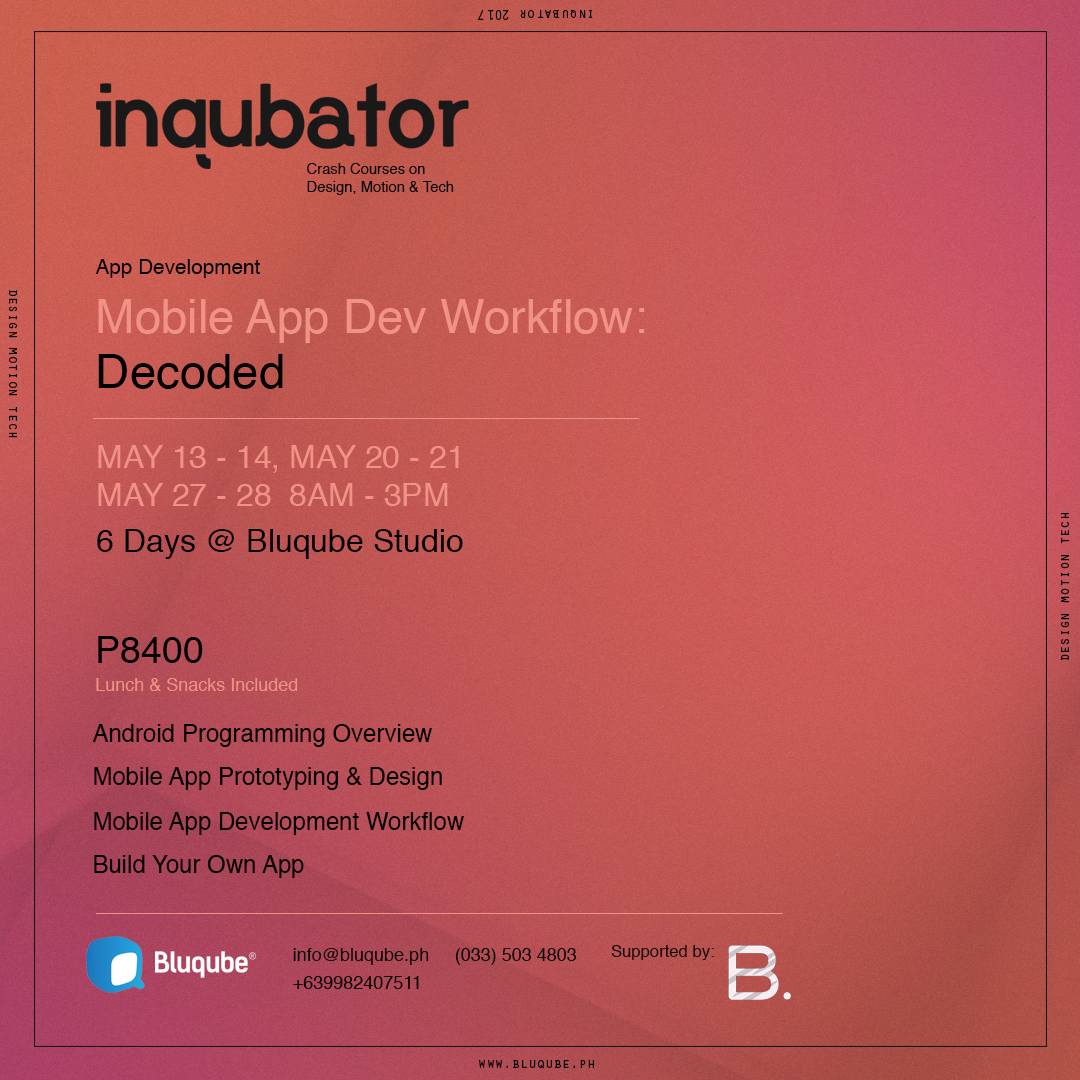 INQUBATOR 2017
inqubator
Crash Courses on
Design, Motion & Tech
App Development
Mobile App Dev Workflow:
Decoded
DESIGN MOTION TECH
MAY 13 - 14, MAY 20 - 21
MAY 27 - 28 8AM - 3PM
6 Days @ Bluqube Studio
DESIGN MOTION TECH
P8400
Lunch & Snacks Included
Android Programming Overview
Mobile App Prototyping & Design
Mobile App Development Workflow
Build Your Own App
Bluqube®
info@bluqube.ph (033) 503 4803
+639982407511
Supported by:
B.
WWW.BLUQUBE.PH